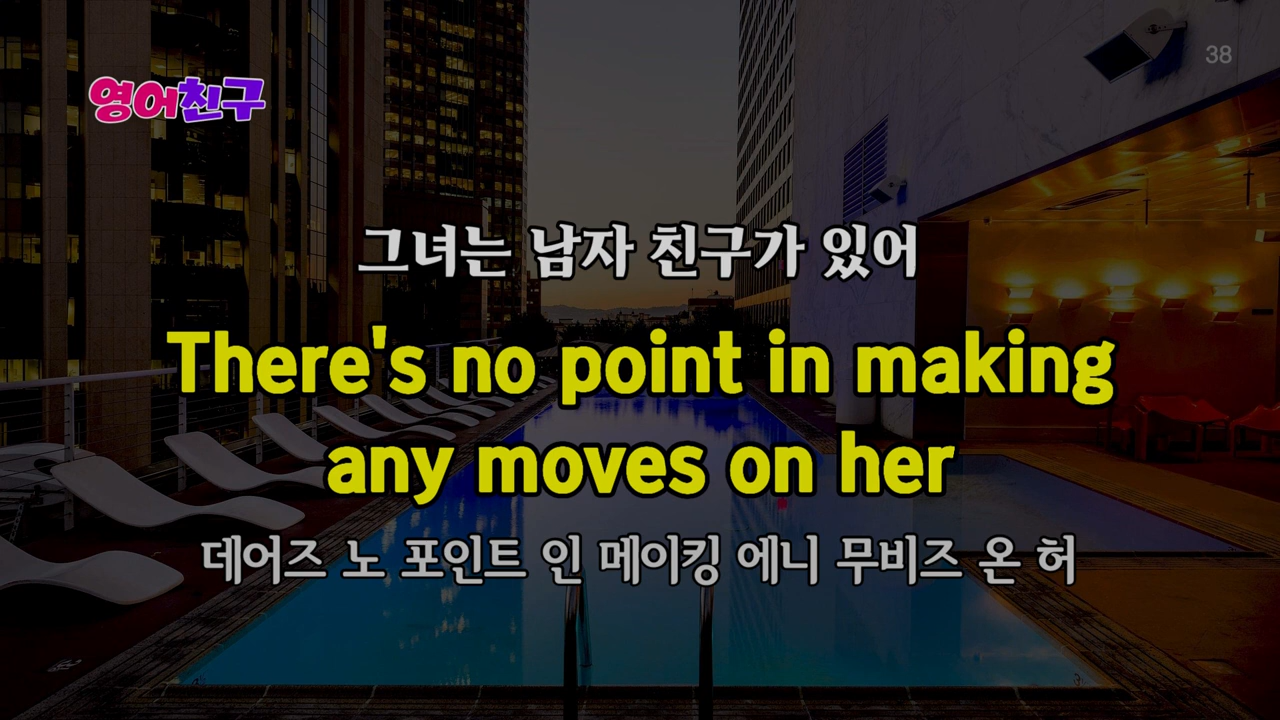 영어친구
38
그녀는 남자 친구가 있어
There's no point in making
any moves on her
데어즈 노 포인트 인 메이킹 에니 무비즈 온 허